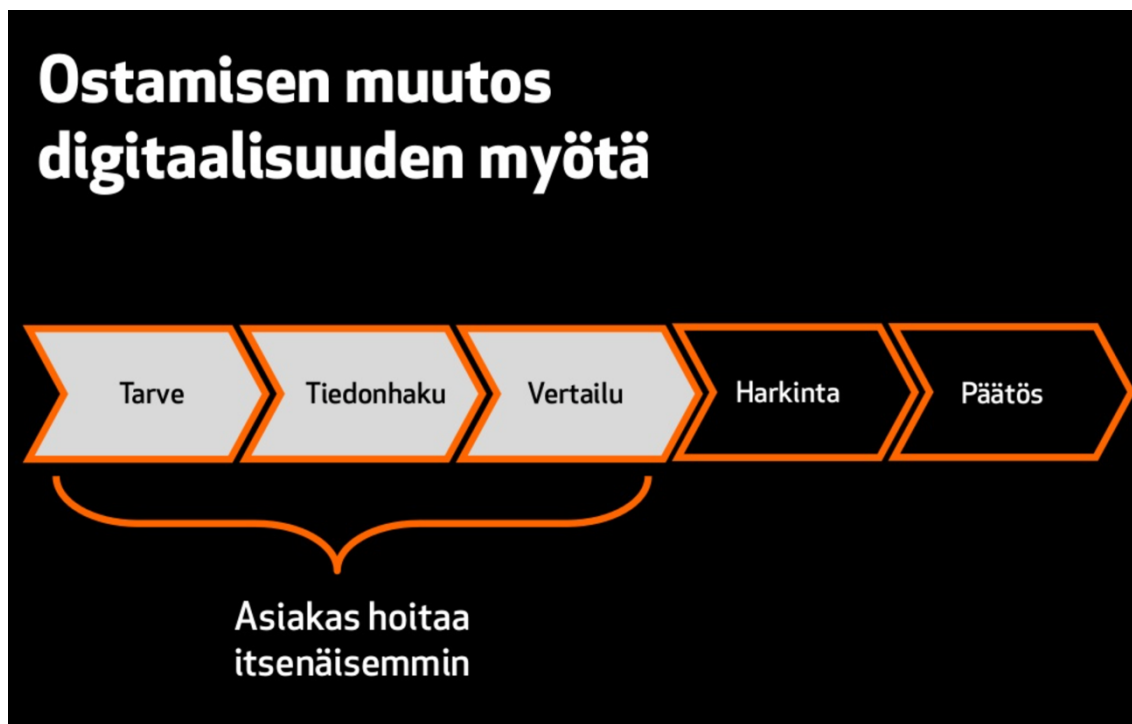 Ostamisen muutos
digitaalisuuden myötä
Tarve
Tiedonhaku
Vertailu
Harkinta
Päätös
Asiakas hoitaa
itsenäisemmin